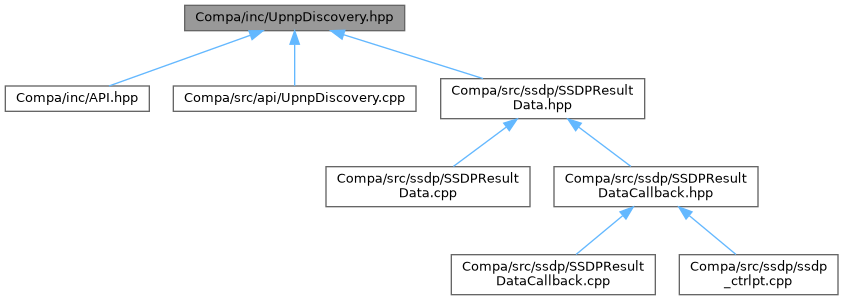 Compa/inc/UpnpDiscovery.hpp
Compa/inc/API.hpp
Compa/src/api/UpnpDiscovery.cpp
Compa/src/ssdp/SSDPResult
Data.hpp
Compa/src/ssdp/SSDPResult
Data.cpp
Compa/src/ssdp/SSDPResult
DataCallback.hpp
Compa/src/ssdp/SSDPResult
DataCallback.cpp
Compa/src/ssdp/ssdp
_ctrlpt.cpp